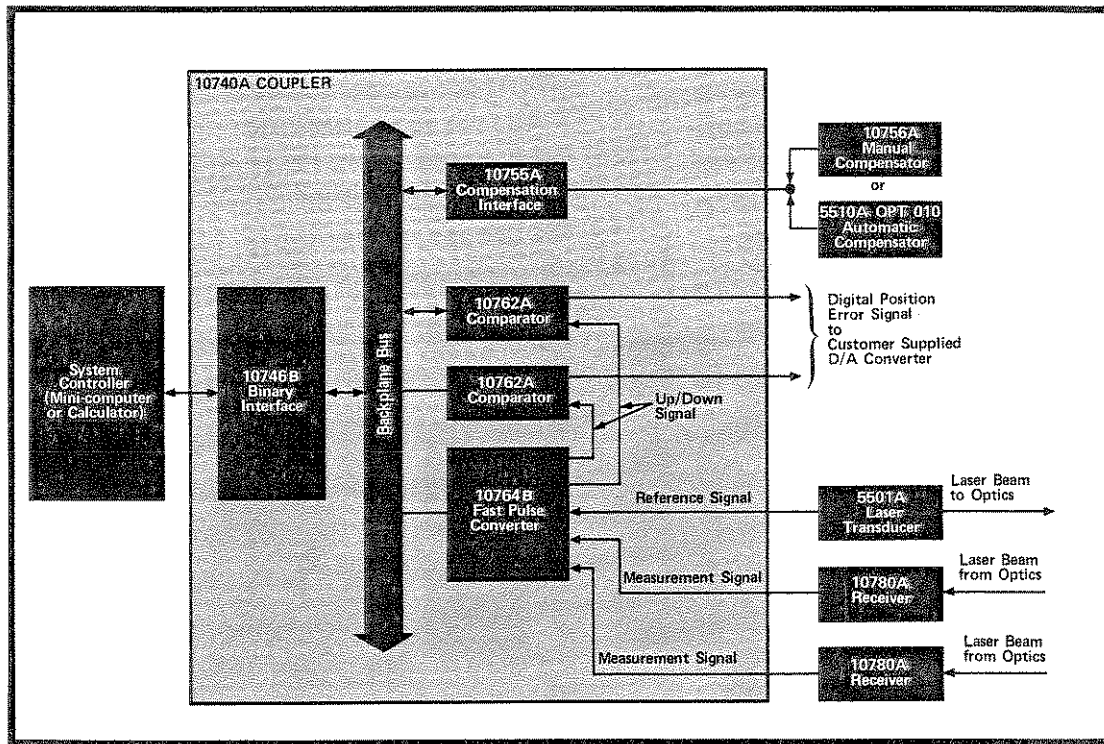 10740A COUPLER
10756A
Manual
Compensator
or
5510A OPT 010
Automatic
Compensator
10755A
Compensation
Interface
10762A
Comparator
Digital Position
Error Signal
to
Customer Supplied
D/A Converter
System
Controller
(Mini-computer
or Calculator)
10746B
Binary
Interface
Backplane Bus
10762A
Comparator
Up/Down
Signal
10764B
Fast Pulse
Converter
Reference Signal
5501A
Laser
Transducer
Laser Beam
to Optics
Measurement Signal
10780A
Receiver
Laser Beam
from Optics
Measurement Signal
10780A
Receiver
Laser Beam
from Optics